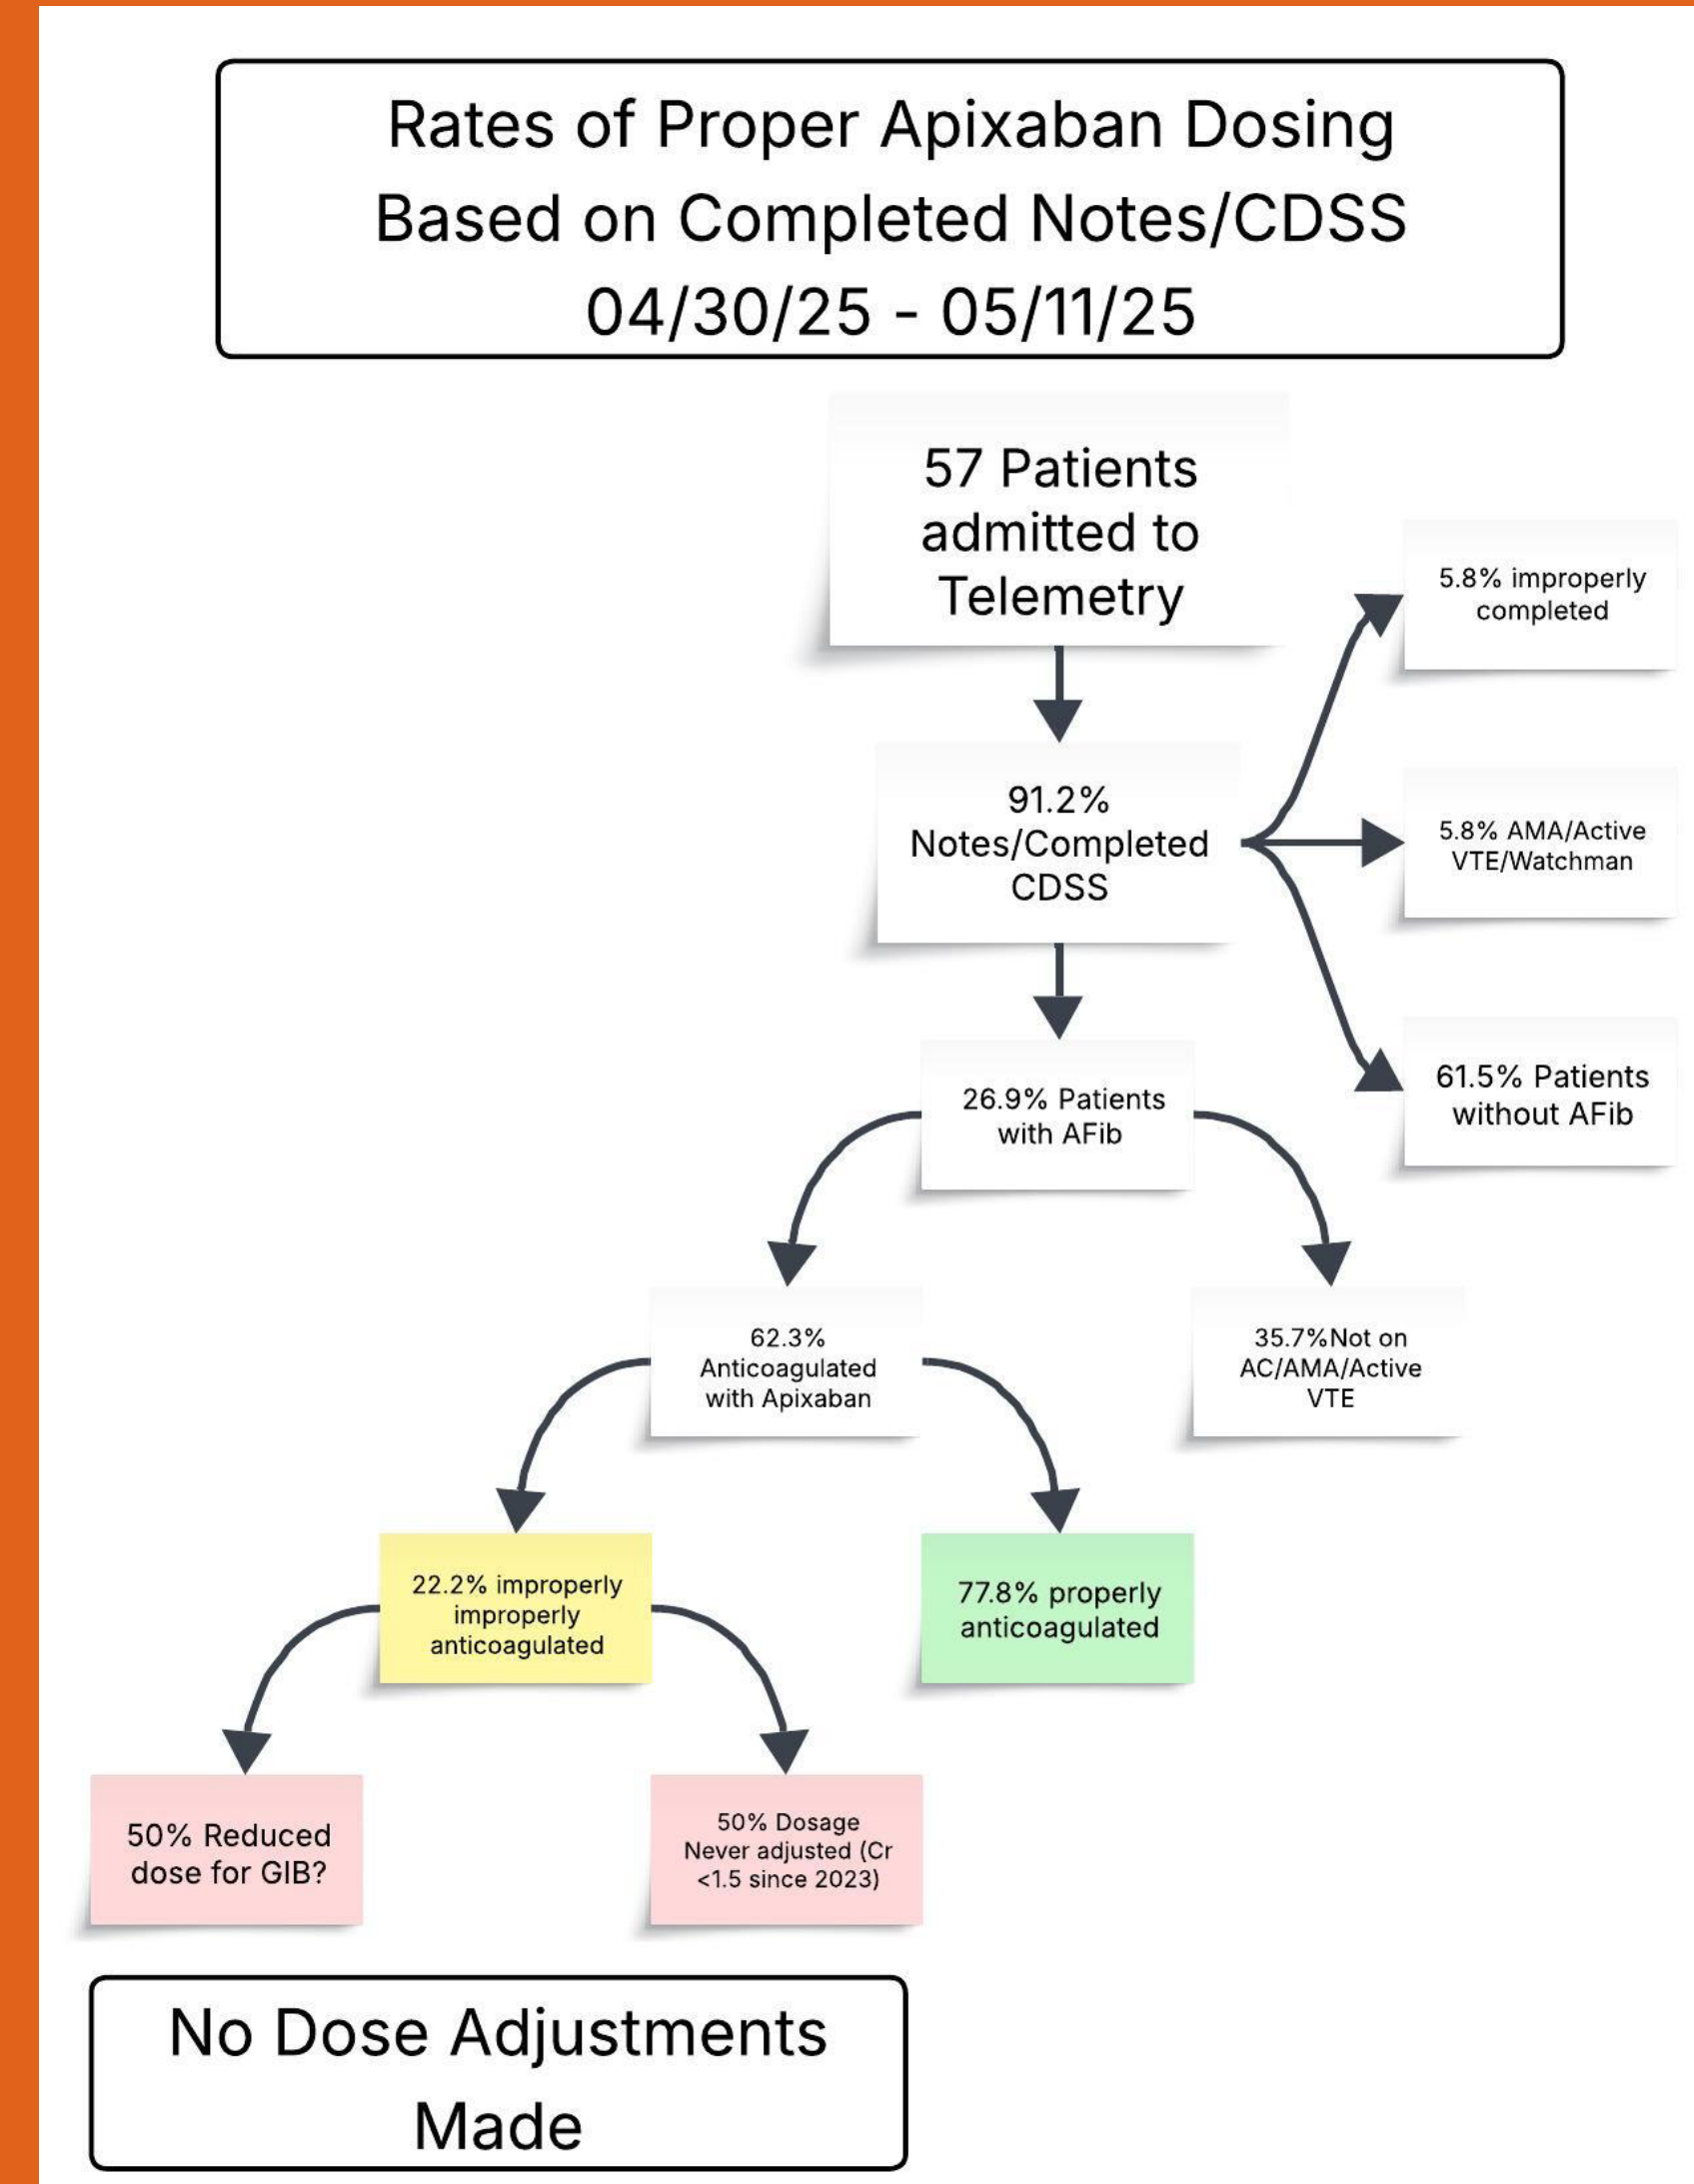 Rates of Proper Apixaban Dosing
Based on Completed Notes/CDSS
04/30/25 - 05/11/25
57 Patients
admitted to
Telemetry
5.8% improperly
completed
91.2%
Notes/Completed
CDSS
5.8% AMA/Active
VTE/Watchman
26.9% Patients
with AFib
61.5% Patients
without AFib
62.3%
Anticoagulated
with Apixaban
35.7%Not on
AC/AMA/Active
VTE
22.2% improperly
improperly
anticoagulated
77.8% properly
anticoagulated
50% Reduced
dose for GIB?
50% Dosage
Never adjusted (Cr
<1.5 since 2023)
No Dose Adjustments
Made